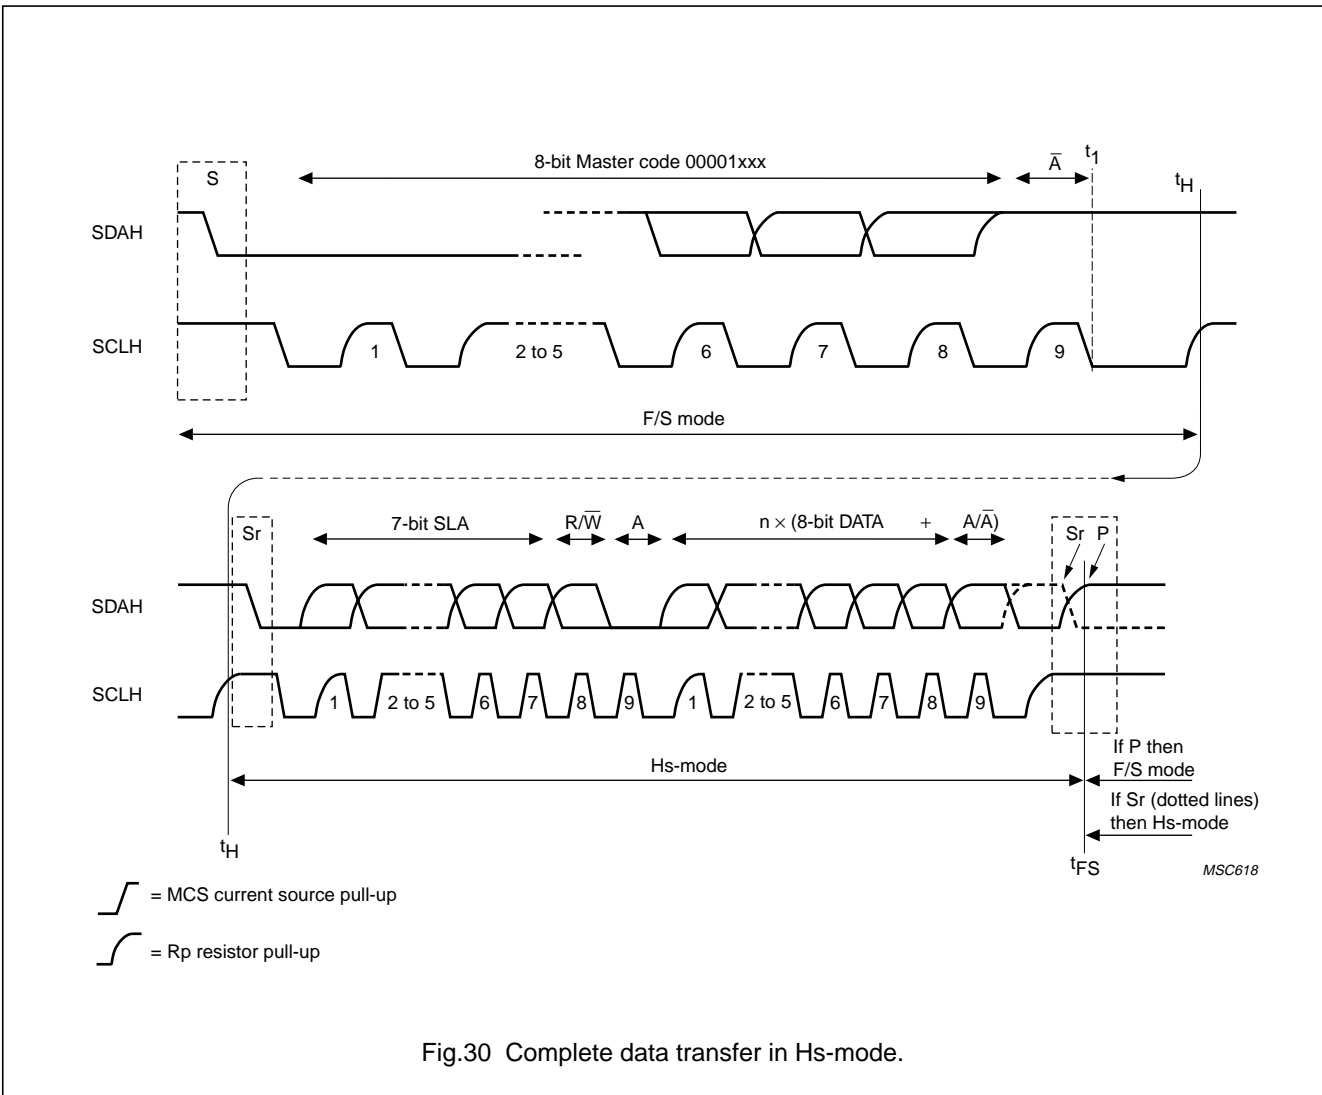 8-bit Master code 00001xxx
A̅
t1
S
tH
SDAH
SCLH
1
2 to 5
6
7
8
9
F/S mode
7-bit SLA
R/W̅
A
n × (8-bit DATA
+
A/A̅)
Sr
Sr
P
SDAH
SCLH
1
2 to 5
6
7
8
9
1
2 to 5
6
7
8
9
If P then
F/S mode
Hs-mode
If Sr (dotted lines)
then Hs-mode
tH
tFS
MSC618
= MCS current source pull-up
= Rp resistor pull-up
Fig.30 Complete data transfer in Hs-mode.